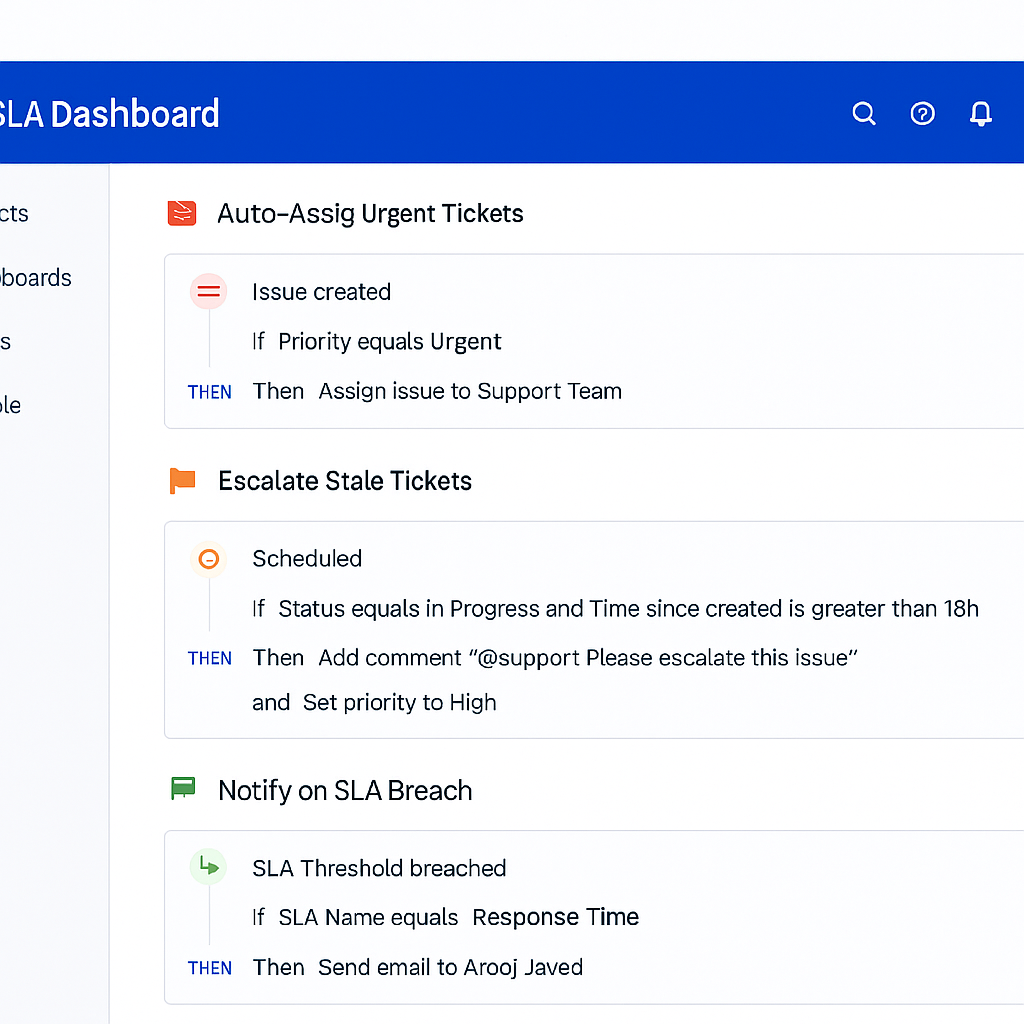 SLA Dashboard
cts
boards
s
le
Auto-Assig Urgent Tickets
Issue created
If Priority equals Urgent
THEN Then Assign issue to Support Team
Escalate Stale Tickets
Scheduled
If Status equals in Progress and Time since created is greater than 18h
THEN Then Add comment “@support Please escalate this issue”
and Set priority to High
Notify on SLA Breach
SLA Threshold breached
If SLA Name equals Response Time
THEN Then Send email to Arooj Javed